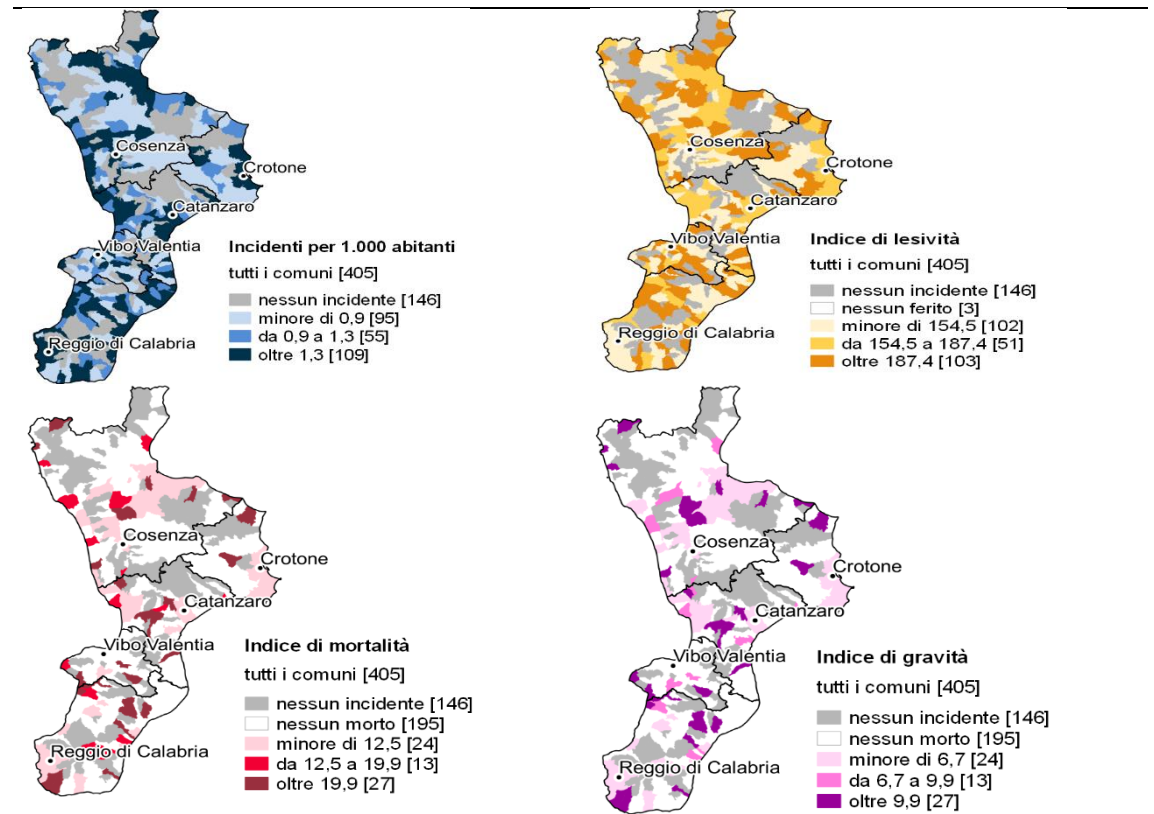 Cosenza
Crotone
Catanzaro
Vibo Valentia
Reggio di Calabria
Incidenti per 1.000 abitanti
tutti i comuni [405]
nessun incidente [146]
minore di 0,9 [95]
da 0,9 a 1,3 [55]
oltre 1,3 [109]
Cosenza
Crotone
Catanzaro
Vibo Valentia
Reggio di Calabria
Indice di lesività
tutti i comuni [405]
nessun incidente [146]
nessun ferito [3]
minore di 154,5 [102]
da 154,5 a 187,4 [51]
oltre 187,4 [103]
Cosenza
Crotone
Catanzaro
Vibo Valentia
Reggio di Calabria
Indice di mortalità
tutti i comuni [405]
nessun incidente [146]
nessun morto [195]
minore di 12,5 [24]
da 12,5 a 19,9 [13]
oltre 19,9 [27]
Cosenza
Crotone
Catanzaro
Vibo Valentia
Reggio di Calabria
Indice di gravità
tutti i comuni [405]
nessun incidente [146]
nessun morto [195]
minore di 6,7 [24]
da 6,7 a 9,9 [13]
oltre 9,9 [27]